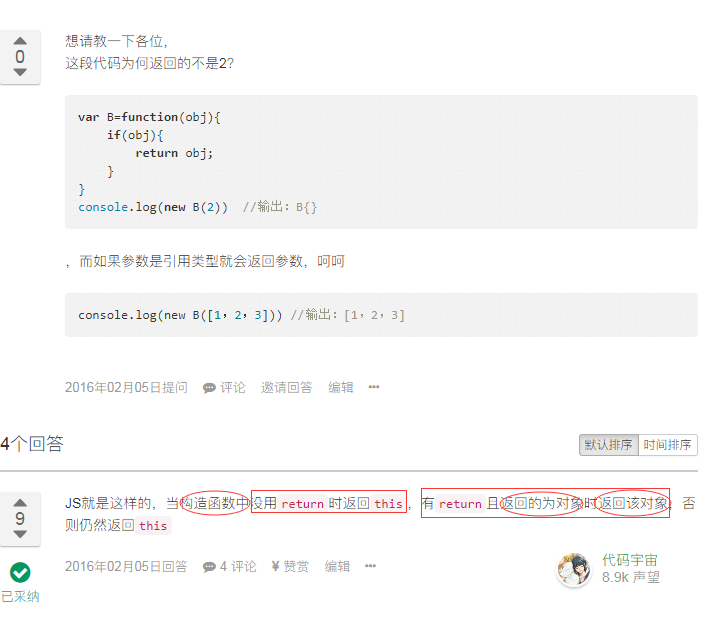 想请教一下各位，
0
这段代码为何返回的不是2？
var B=function(obj){
if(obj){
return obj;
}
}
console.log(new B(2)) //输出：B{}
，而如果参数是引用类型就会返回参数，呵呵
console.log(new B([1，2，3])) //输出：[1，2，3]
2016年02月05日提问 评论 邀请回答 编辑 •••
4个回答 默认排序 时间排序
JS就是这样的，当构造函数中没用 return 时返回 this ，有 return 且返回的为对象时返回该对象，否
9
则仍然返回 this
2016年02月05日回答 4 评论 ¥ 赞赏 编辑 ••• 代码宇宙
8.9k 声望
已采纳